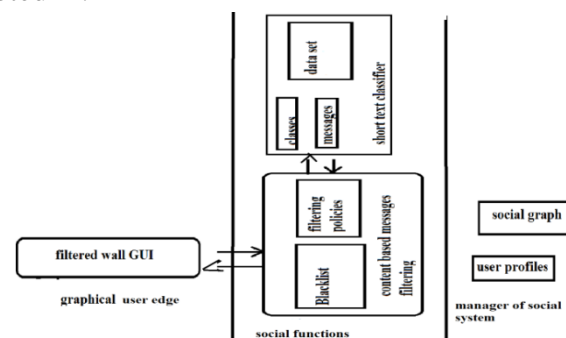 data set
classes
messages
short text classifier
filtering
policies
Blacklist
content based messages
filtering
filtered wall GUI
graphical user edge
social functions
social graph
user profiles
manager of social
system